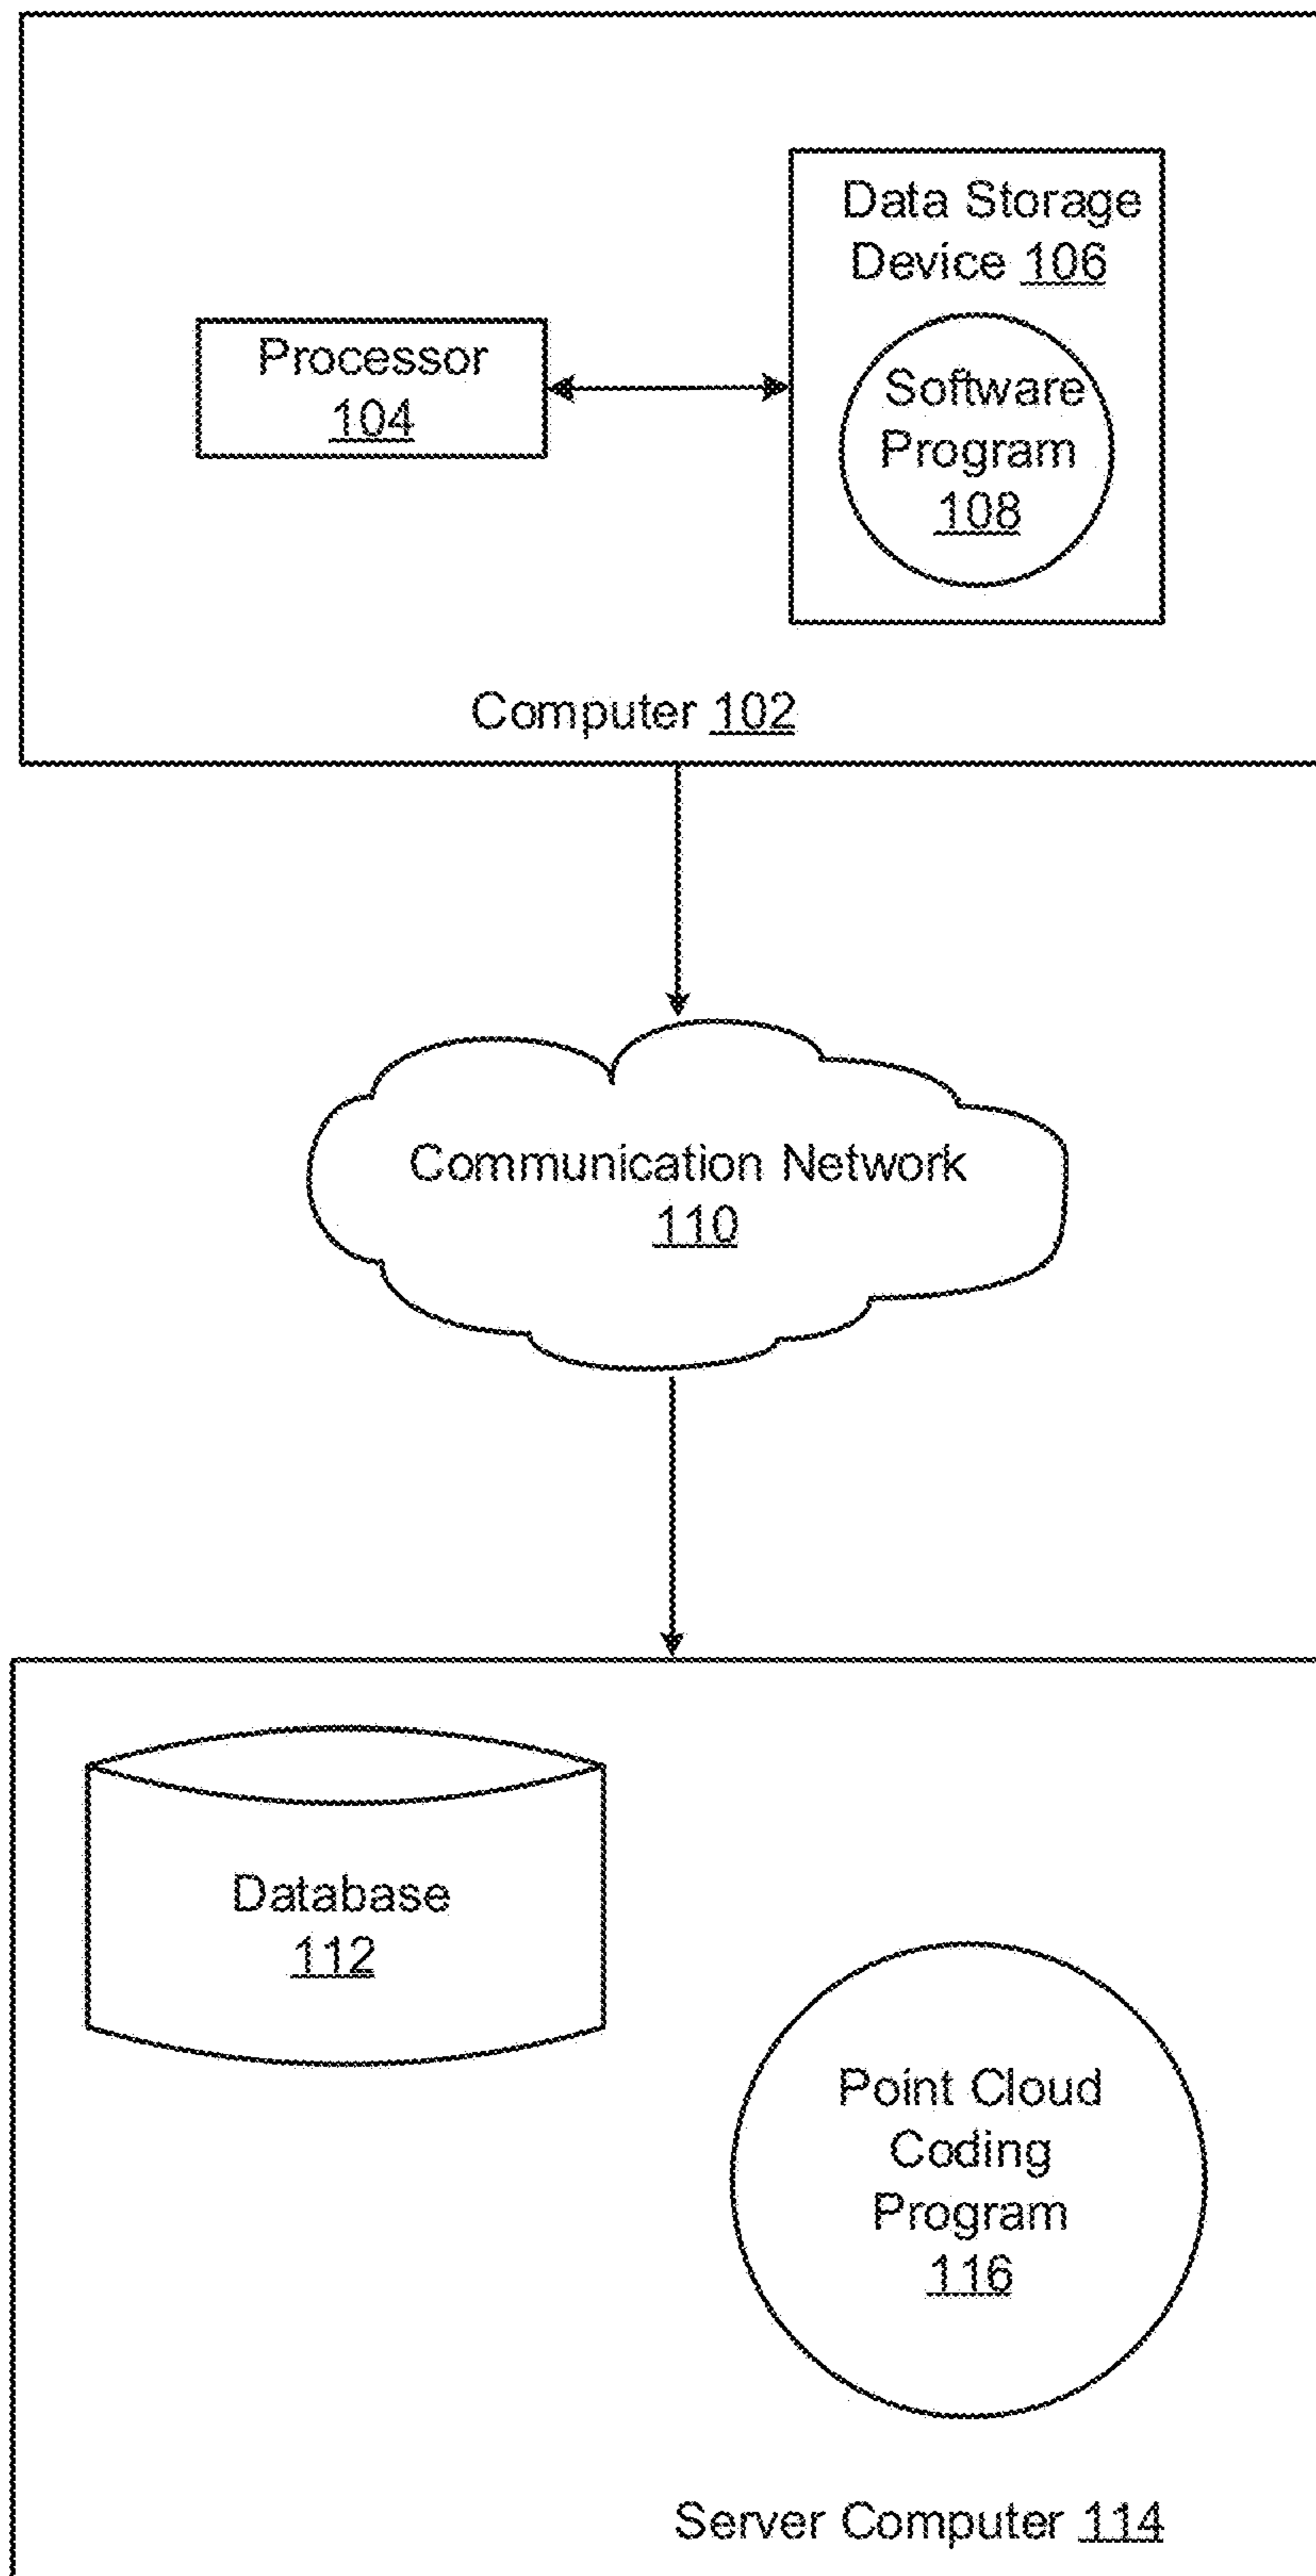 Data Storage
Device 106
Processor
104
Software
Program
108
Computer 102
Communication Network
110
Database
112
Point Cloud
Coding
Program
116
Server Computer 114